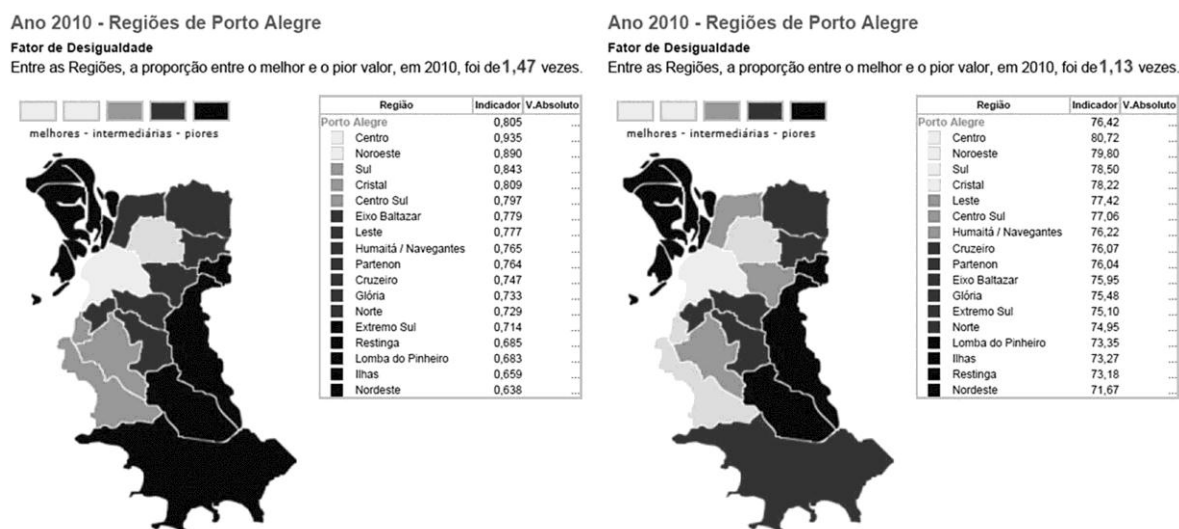 Ano 2010 - Regiões de Porto Alegre
Fator de Desigualdade
Entre as Regiões, a proporção entre o melhor e o pior valor, em 2010, foi de 1,47 vezes.
melhores - intermediárias - piores
Região Indicador V.Absoluto
Porto Alegre 0,805 ...
Centro 0,935 ...
Noroeste 0,890 ...
Sul 0,843 ...
Cristal 0,809 ...
Centro Sul 0,797 ...
Eixo Baltazar 0,779 ...
Leste 0,777 ...
Humaitá / Navegantes 0,765 ...
Partenon 0,764 ...
Cruzeiro 0,747 ...
Glória 0,733 ...
Norte 0,729 ...
Extremo Sul 0,714 ...
Restinga 0,685 ...
Lomba do Pinheiro 0,683 ...
Ilhas 0,659 ...
Nordeste 0,638 ...
Ano 2010 - Regiões de Porto Alegre
Fator de Desigualdade
Entre as Regiões, a proporção entre o melhor e o pior valor, em 2010, foi de 1,13 vezes.
melhores - intermediárias - piores
Região Indicador V.Absoluto
Porto Alegre 76,42 ...
Centro 80,72 ...
Noroeste 79,80 ...
Sul 78,50 ...
Cristal 78,22 ...
Leste 77,42 ...
Centro Sul 77,06 ...
Humaitá / Navegantes 76,22 ...
Cruzeiro 76,07 ...
Partenon 76,04 ...
Eixo Baltazar 75,95 ...
Glória 75,48 ...
Extremo Sul 75,10 ...
Norte 74,95 ...
Lomba do Pinheiro 73,35 ...
Ilhas 73,27 ...
Restinga 73,18 ...
Nordeste 71,67 ...